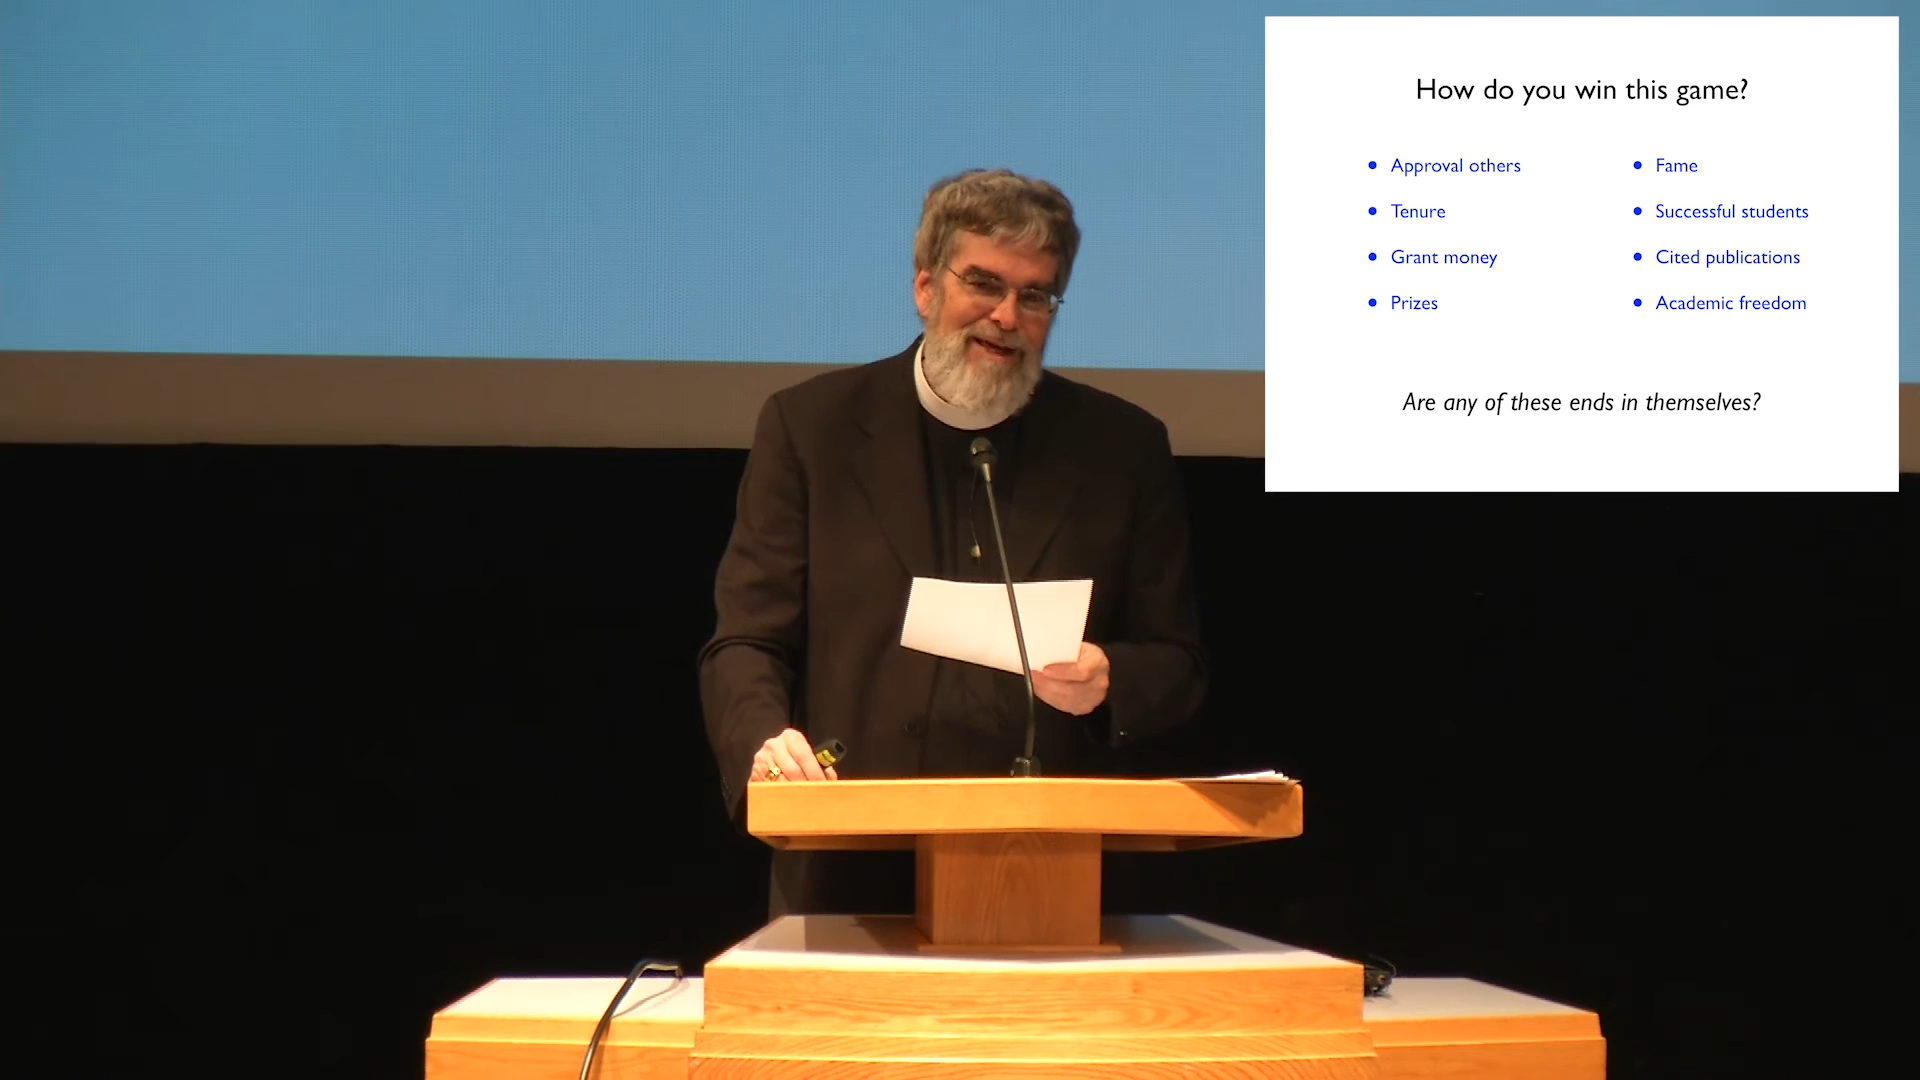 How do you win this game?
Approval others
Tenure
Grant money
Prizes
Fame
Successful students
Cited publications
Academic freedom
Are any of these ends in themselves?